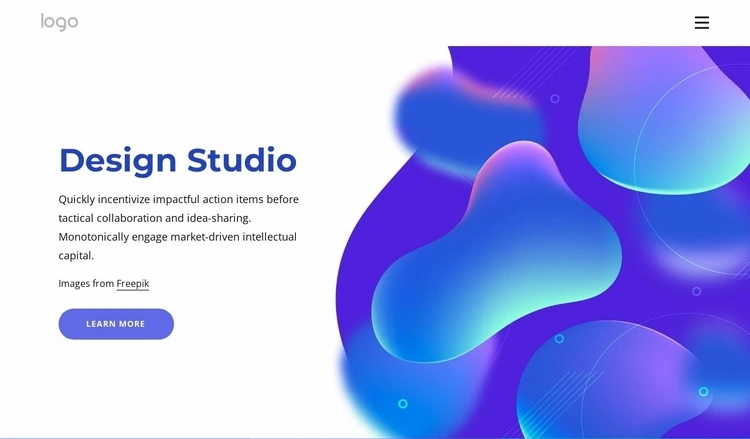 logo
Design Studio
Quickly incentivize impactful action items before
tactical collaboration and idea-sharing.
Monotonically engage market-driven intellectual
capital.
Images from Freepik
LEARN MORE